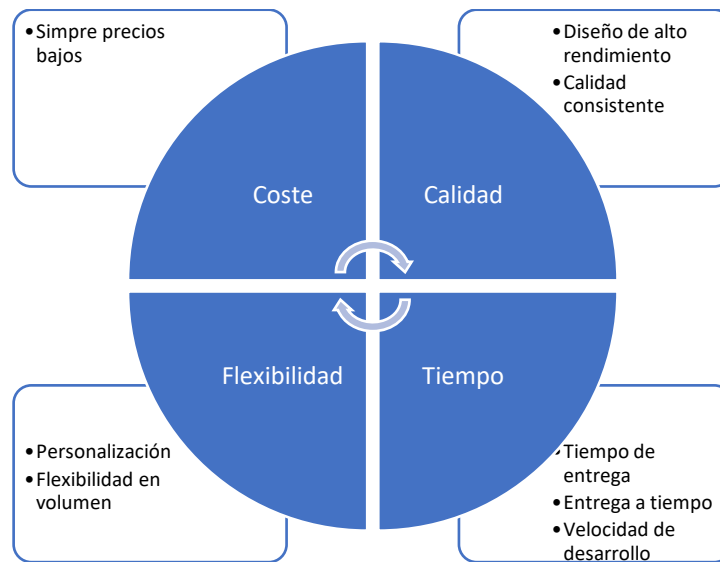 •Simpre precios
bajos
•Diseño de alto
rendimiento
•Calidad
consistente
Coste
Calidad
Flexibilidad
Tiempo
•Personalización
•Flexibilidad en
volumen
•Tiempo de
entrega
•Entrega a tiempo
•Velocidad de
desarrollo